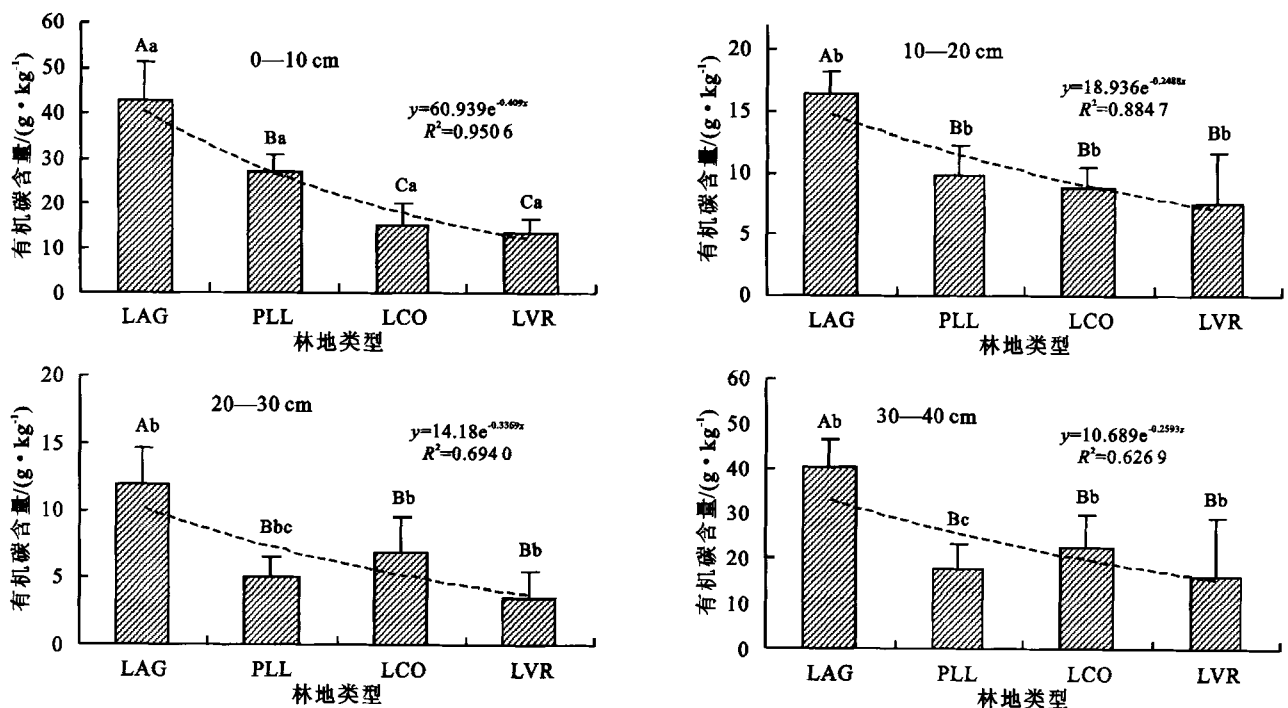 有机碳含量/(g·kg⁻¹)
60
50
40
30
20
10
0
Aa
Ba
Ca
Ca
0—10 cm
y=60.939e^-0.409x
R²=0.950 6
LAG PLL LCO LVR
林地类型
有机碳含量/(g·kg⁻¹)
20
15
10
5
0
Ab
Bb
Bb
Bb
10—20 cm
y=18.936e^-0.2488x
R²=0.884 7
LAG PLL LCO LVR
林地类型
有机碳含量/(g·kg⁻¹)
20
15
10
5
0
Ab
Bbc
Bb
Bb
20—30 cm
y=14.18e^-0.3369x
R²=0.694 0
LAG PLL LCO LVR
林地类型
有机碳含量/(g·kg⁻¹)
60
50
40
30
20
10
0
Ab
Bc
Bb
Bb
30—40 cm
y=10.689e^-0.2593x
R²=0.626 9
LAG PLL LCO LVR
林地类型